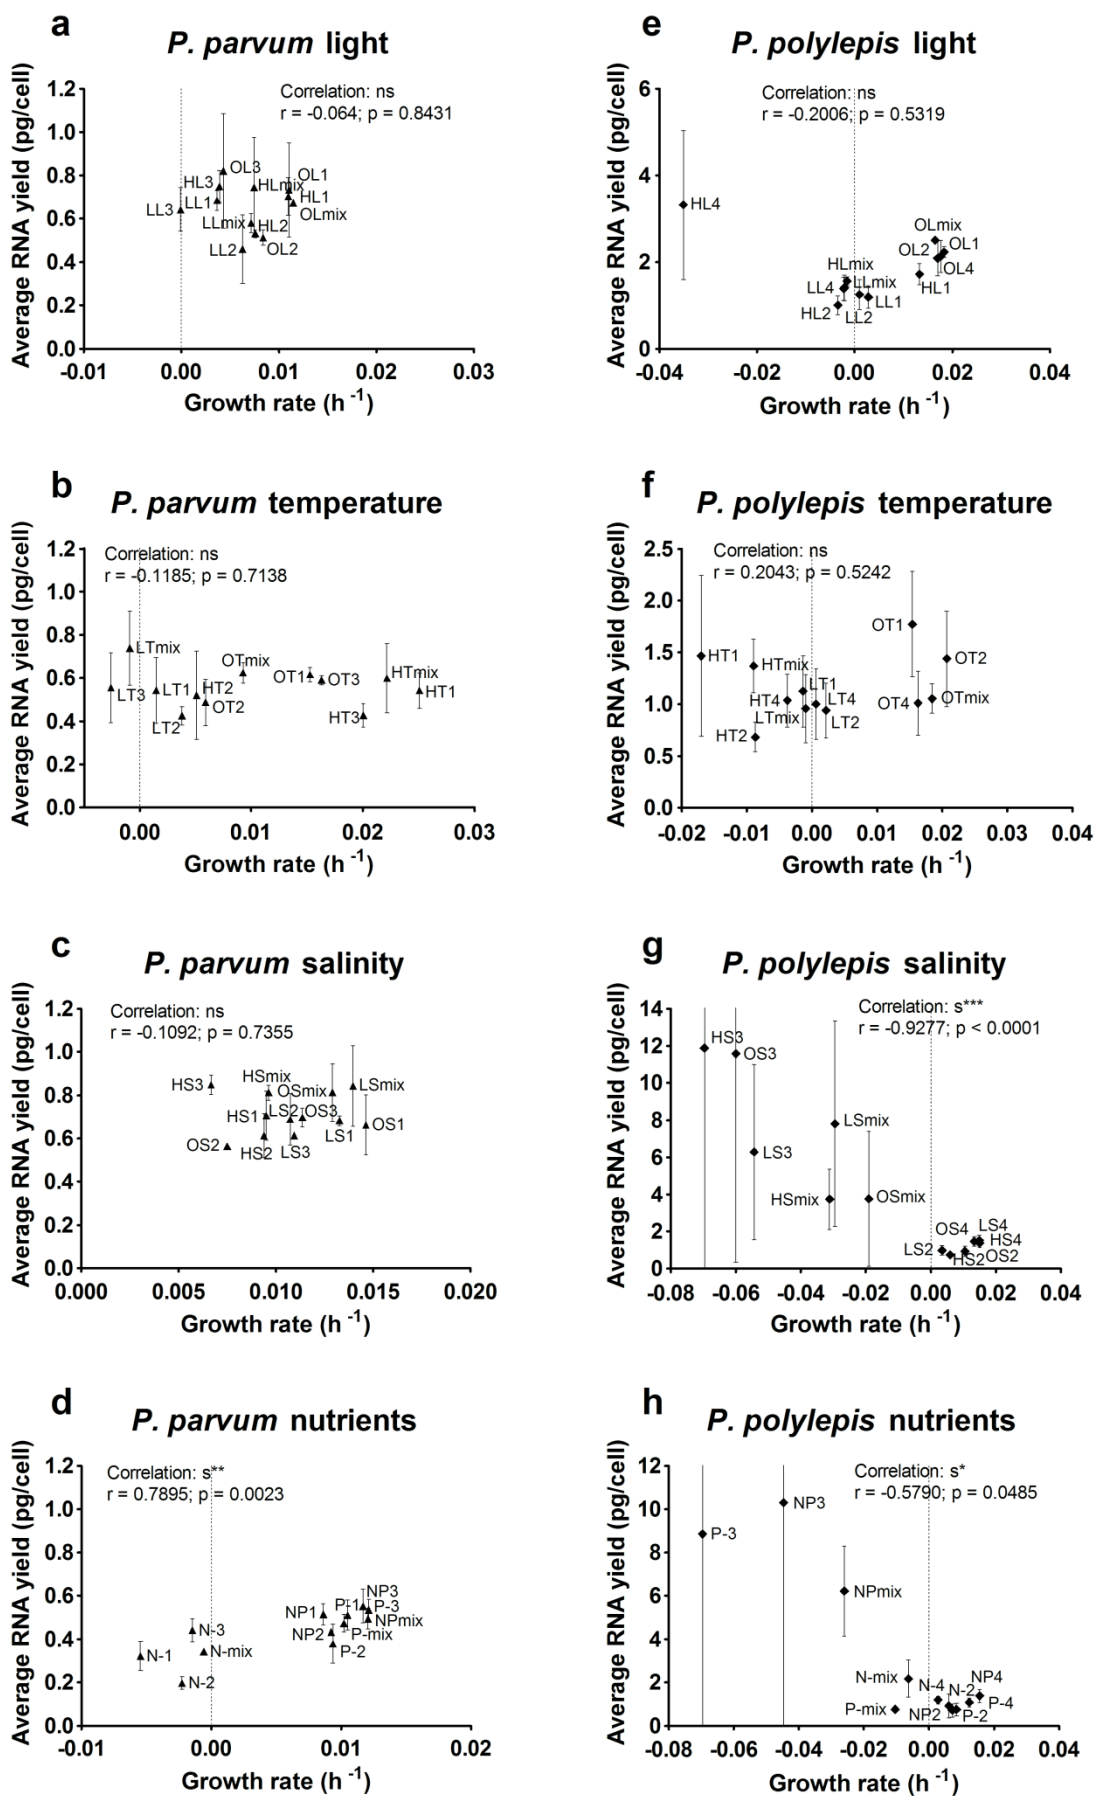 a
P. parvum light
Correlation: ns
r = -0.064; p = 0.8431
Average RNA yield (pg/cell)
1.2
1.0
0.8
0.6
0.4
0.2
0.0
LL3
HL3
LL1
OL3
LLmix
LL2
HLmix
HL2
OL2
OL1
HL1
OLmix
-0.01
0.00
0.01
0.02
0.03
Growth rate (h -1)
e
P. polylepis light
Correlation: ns
r = -0.2006; p = 0.5319
Average RNA yield (pg/cell)
6
4
2
0
HL4
HLmix
LL4
HL2
LLmix
LL2
LL1
OLmix
OL2
OL1
OL4
HL1
-0.04
-0.02
0.00
0.02
0.04
Growth rate (h -1)
b
P. parvum temperature
Correlation: ns
r = -0.1185; p = 0.7138
Average RNA yield (pg/cell)
1.2
1.0
0.8
0.6
0.4
0.2
0.0
LTmix
LT3
LT1
LT2
HT2
OT2
OTmix
OT1
OT3
HTmix
HT1
HT3
0.00
0.01
0.02
0.03
Growth rate (h -1)
f
P. polylepis temperature
Correlation: ns
r = 0.2043; p = 0.5242
Average RNA yield (pg/cell)
2.5
2.0
1.5
1.0
0.5
0.0
HT1
HTmix
HT4
HT2
LTmix
LT1
LT4
LT2
OT1
OT2
OT4
OTmix
-0.02
-0.01
0.00
0.01
0.02
0.03
0.04
Growth rate (h -1)
c
P. parvum salinity
Correlation: ns
r = -0.1092; p = 0.7355
Average RNA yield (pg/cell)
1.2
1.0
0.8
0.6
0.4
0.2
0.0
HS3
OS2
HSmix
HS1
HS2
LS2
LS3
OSmix
OS3
LS1
LSmix
OS1
0.000
0.005
0.010
0.015
0.020
Growth rate (h -1)
g
P. polylepis salinity
Correlation: s***
r = -0.9277; p < 0.0001
Average RNA yield (pg/cell)
14
12
10
8
6
4
2
0
HS3
OS3
LS3
LSmix
HSmix
OSmix
OS4
LS4
LS2
HS4
HS2
OS2
-0.08
-0.06
-0.04
-0.02
0.00
0.02
0.04
Growth rate (h -1)
d
P. parvum nutrients
Correlation: s**
r = 0.7895; p = 0.0023
Average RNA yield (pg/cell)
1.2
1.0
0.8
0.6
0.4
0.2
0.0
N-1
N-3
N-mix
N-2
NP1
NP2
P-1
P-2
NP3
P-3
NPmix
P-mix
-0.01
0.00
0.01
0.02
Growth rate (h -1)
h
P. polylepis nutrients
Correlation: s*
r = -0.5790; p = 0.0485
Average RNA yield (pg/cell)
12
10
8
6
4
2
0
P-3
NP3
NPmix
N-mix
P-mix
N-4
N-2
NP4
NP2
P-2
P-4
-0.08
-0.06
-0.04
-0.02
0.00
0.02
0.04
Growth rate (h -1)